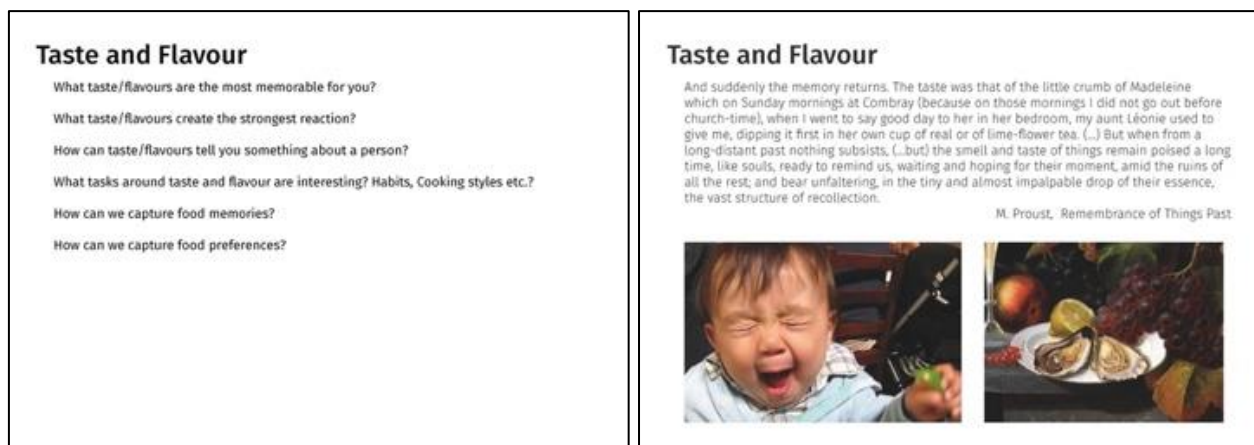 Taste and Flavour
What taste/flavours are the most memorable for you?
What taste/flavours create the strongest reaction?
How can taste/flavours tell you something about a person?
What tasks around taste and flavour are interesting? Habits, Cooking styles etc.?
How can we capture food memories?
How can we capture food preferences?
Taste and Flavour
And suddenly the memory returns. The taste was that of the little crumb of Madeleine
which on Sunday mornings at Combray (because on those mornings I did not go out before
church-time), when I went to say good day to her in her bedroom, my aunt Léonie used to
give me, dipping it first in her own cup of real or of lime-flower tea. (...) But when from a
long-distant past nothing subsists, (...but) the smell and taste of things remain poised a long
time, like souls, ready to remind us, waiting and hoping for their moment, amid the ruins of
all the rest; and bear unfaltering, in the tiny and almost impalpable drop of their essence,
the vast structure of recollection.
M. Proust, Remembrance of Things Past